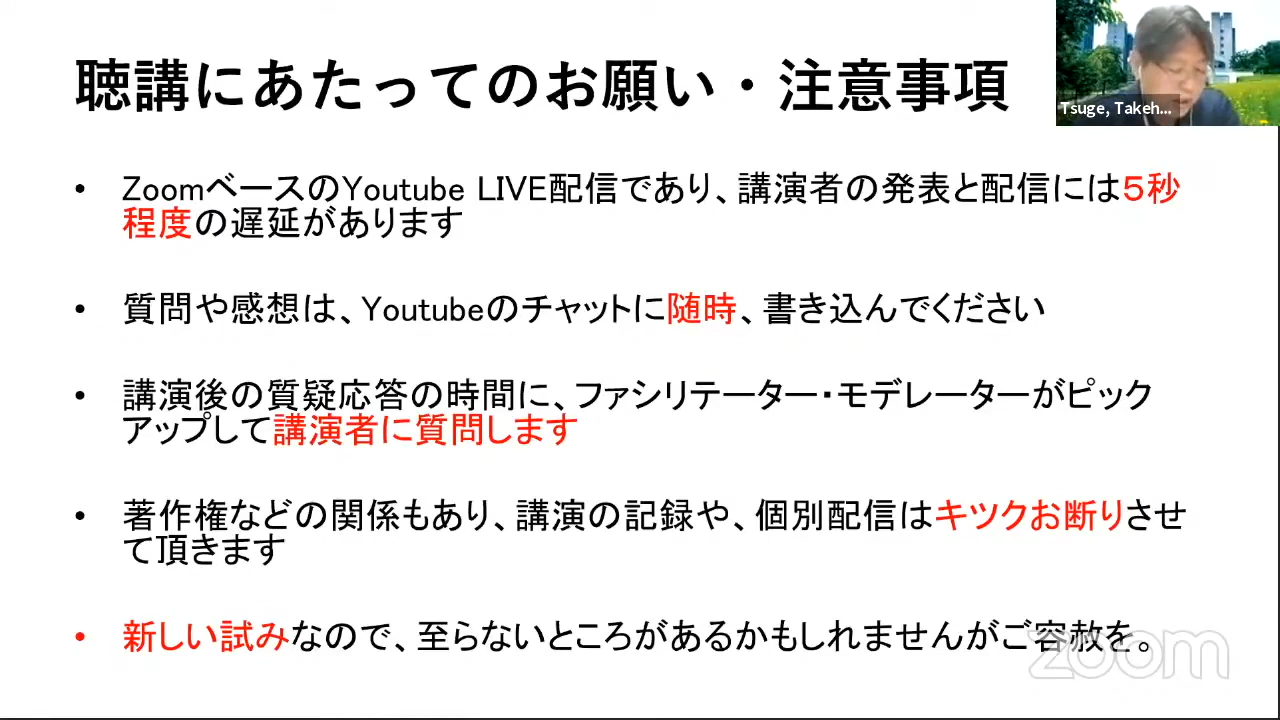 聴講にあたってのお願い・注意事項
Tsuge, Takeh...
• ZoomベースのYoutube LIVE配信であり、講演者の発表と配信には５秒
程度の遅延があります
• 質問や感想は、Youtubeのチャットに随時、書き込んでください
• 講演後の質疑応答の時間に、ファシリテーター・モデレーターがピック
アップして講演者に質問します
• 著作権などの関係もあり、講演の記録や、個別配信はキツクお断りさせ
て頂きます
• 新しい試みなので、至らないところがあるかもしれませんがご容赦を。
zoom